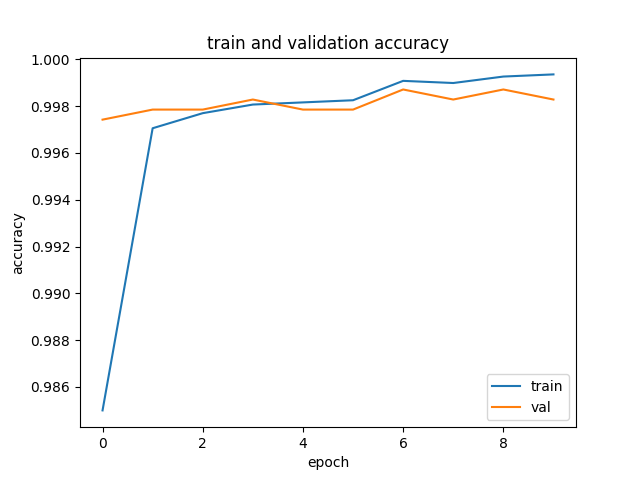 train and validation accuracy
1.000
0.998
0.996
0.994
0.992
0.990
0.988
0.986
accuracy
0 2 4 6 8
epoch
train
val